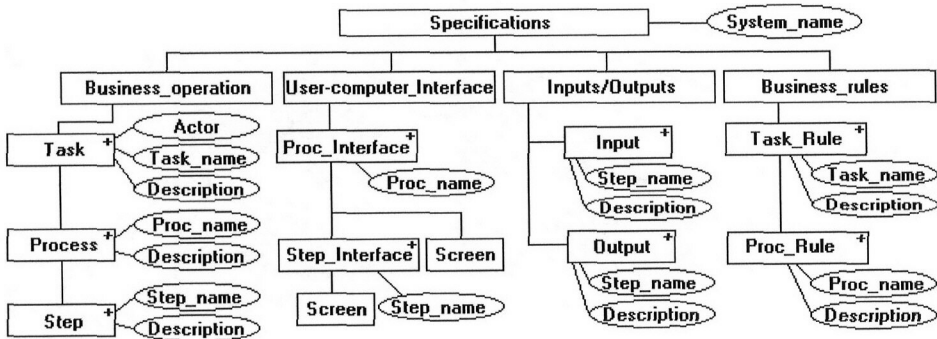 Specifications
System_name
Business_operation
User-computer_Interface
Inputs/Outputs
Business_rules
Task +
Actor
Task_name
Description
Process +
Proc_name
Description
Step +
Step_name
Description
Proc_Interface +
Proc_name
Step_Interface +
Screen
Screen
Step_name
Input +
Step_name
Description
Output +
Step_name
Description
Task_Rule +
Task_name
Description
Proc_Rule +
Proc_name
Description